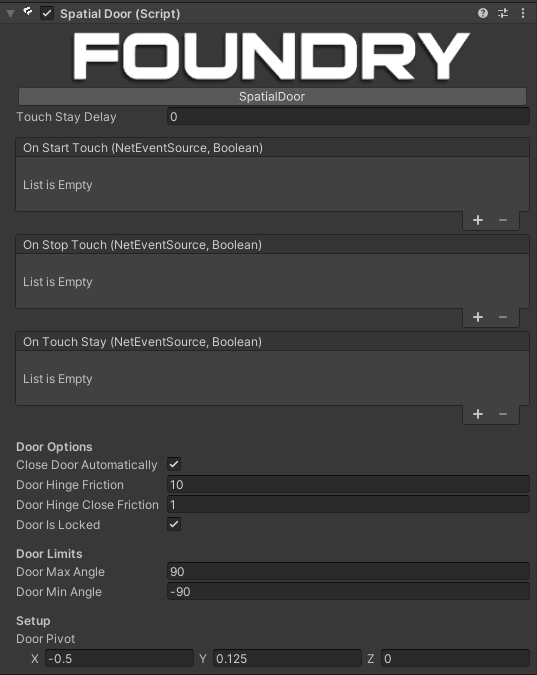 Spatial Door (Script)
FOUNDRY
SpatialDoor
Touch Stay Delay 0
On Start Touch (NetEventSource, Boolean)
List is Empty
+ −
On Stop Touch (NetEventSource, Boolean)
List is Empty
+ −
On Touch Stay (NetEventSource, Boolean)
List is Empty
+ −
Door Options
Close Door Automatically
Door Hinge Friction 10
Door Hinge Close Friction 1
Door Is Locked
Door Limits
Door Max Angle 90
Door Min Angle -90
Setup
Door Pivot
X -0.5 Y 0.125 Z 0